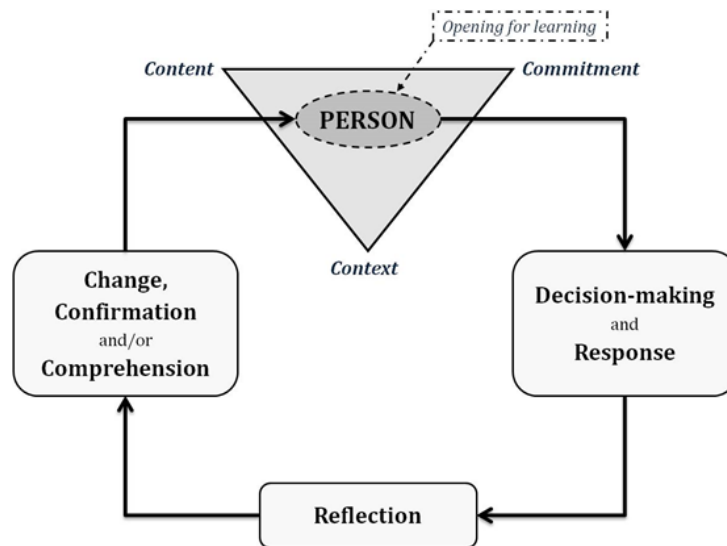 Opening for learning
Content
Commitment
PERSON
Context
Change,
Confirmation
and/or
Comprehension
Decision-making
and
Response
Reflection